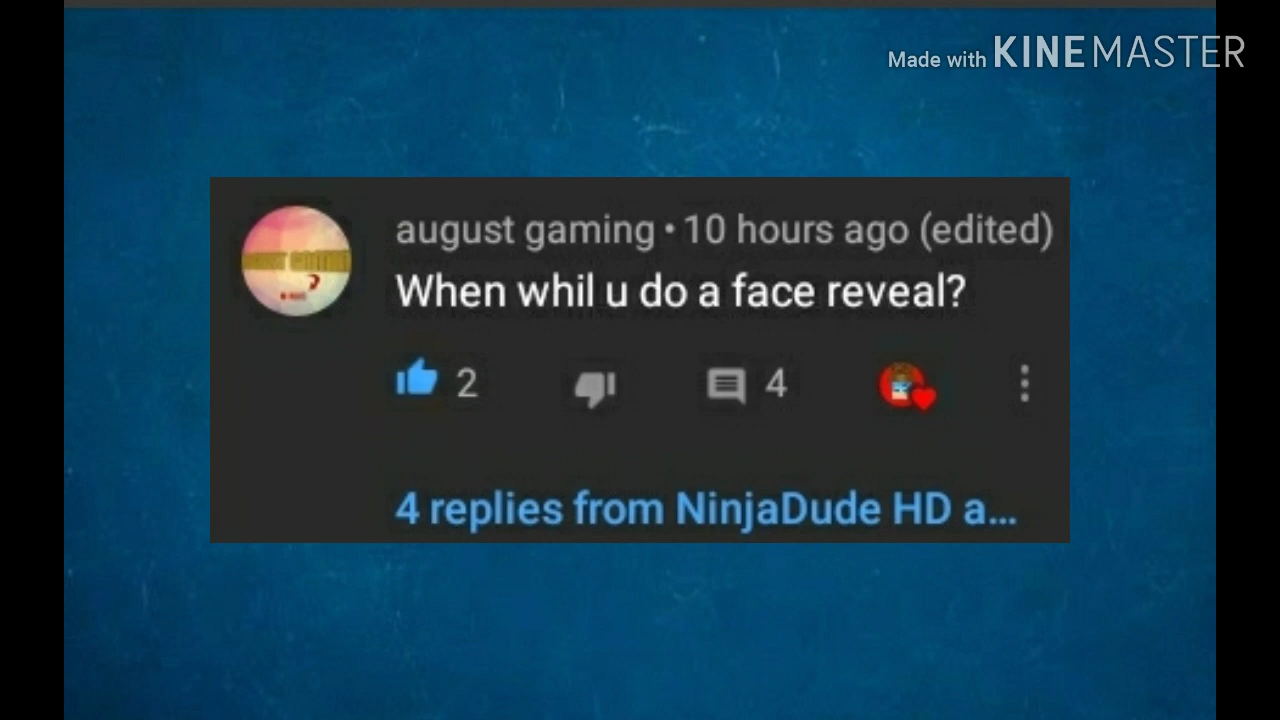 Made with KINEMASTER
august gaming • 10 hours ago (edited)
When whil u do a face reveal?
2 4
4 replies from NinjaDude HD a...